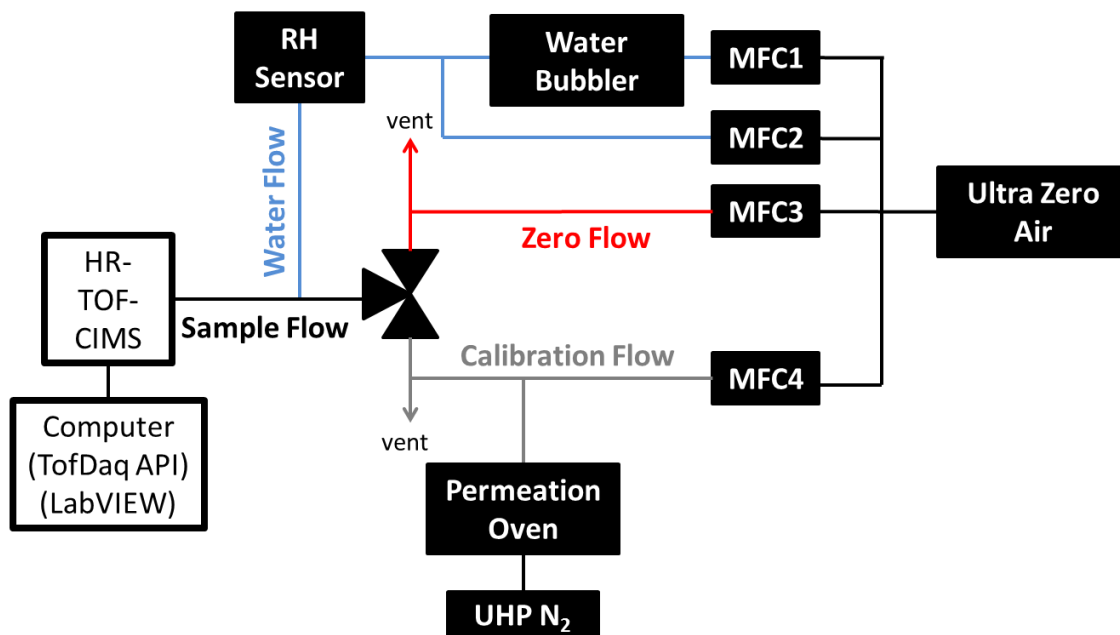 RH
Sensor
Water
Bubbler
MFC1
vent
MFC2
Water Flow
MFC3
Ultra Zero
Air
Zero Flow
HR-
TOF-
CIMS
Sample Flow
Calibration Flow
MFC4
Computer
(TofDaq API)
(LabVIEW)
vent
Permeation
Oven
UHP N₂